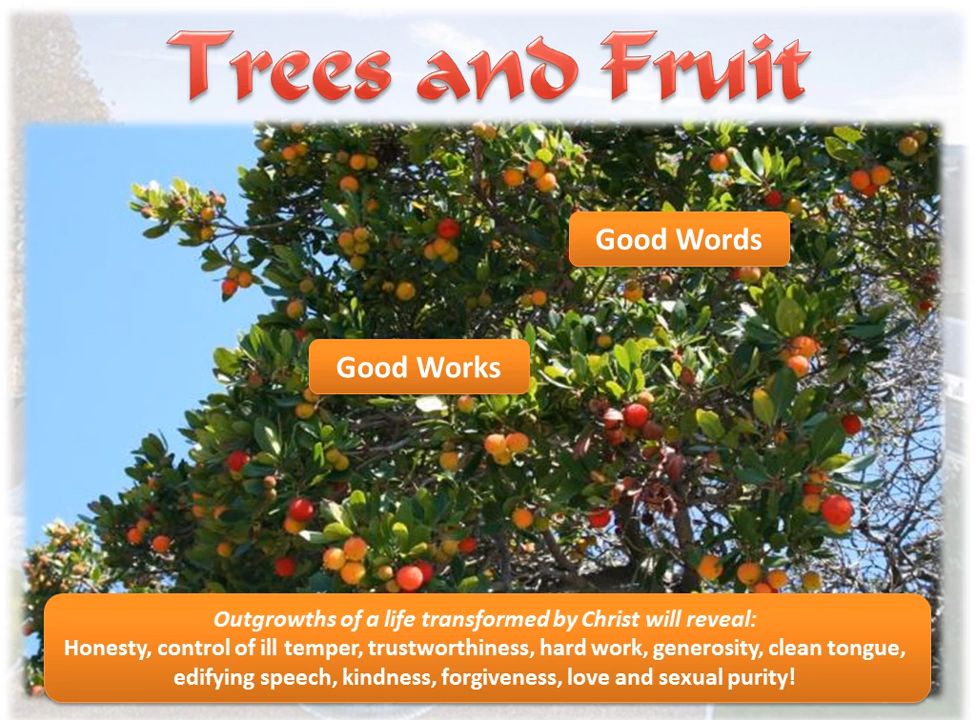 Trees and Fruit
Good Words
Good Works
Outgrowths of a life transformed by Christ will reveal:
Honesty, control of ill temper, trustworthiness, hard work, generosity, clean tongue,
edifying speech, kindness, forgiveness, love and sexual purity!